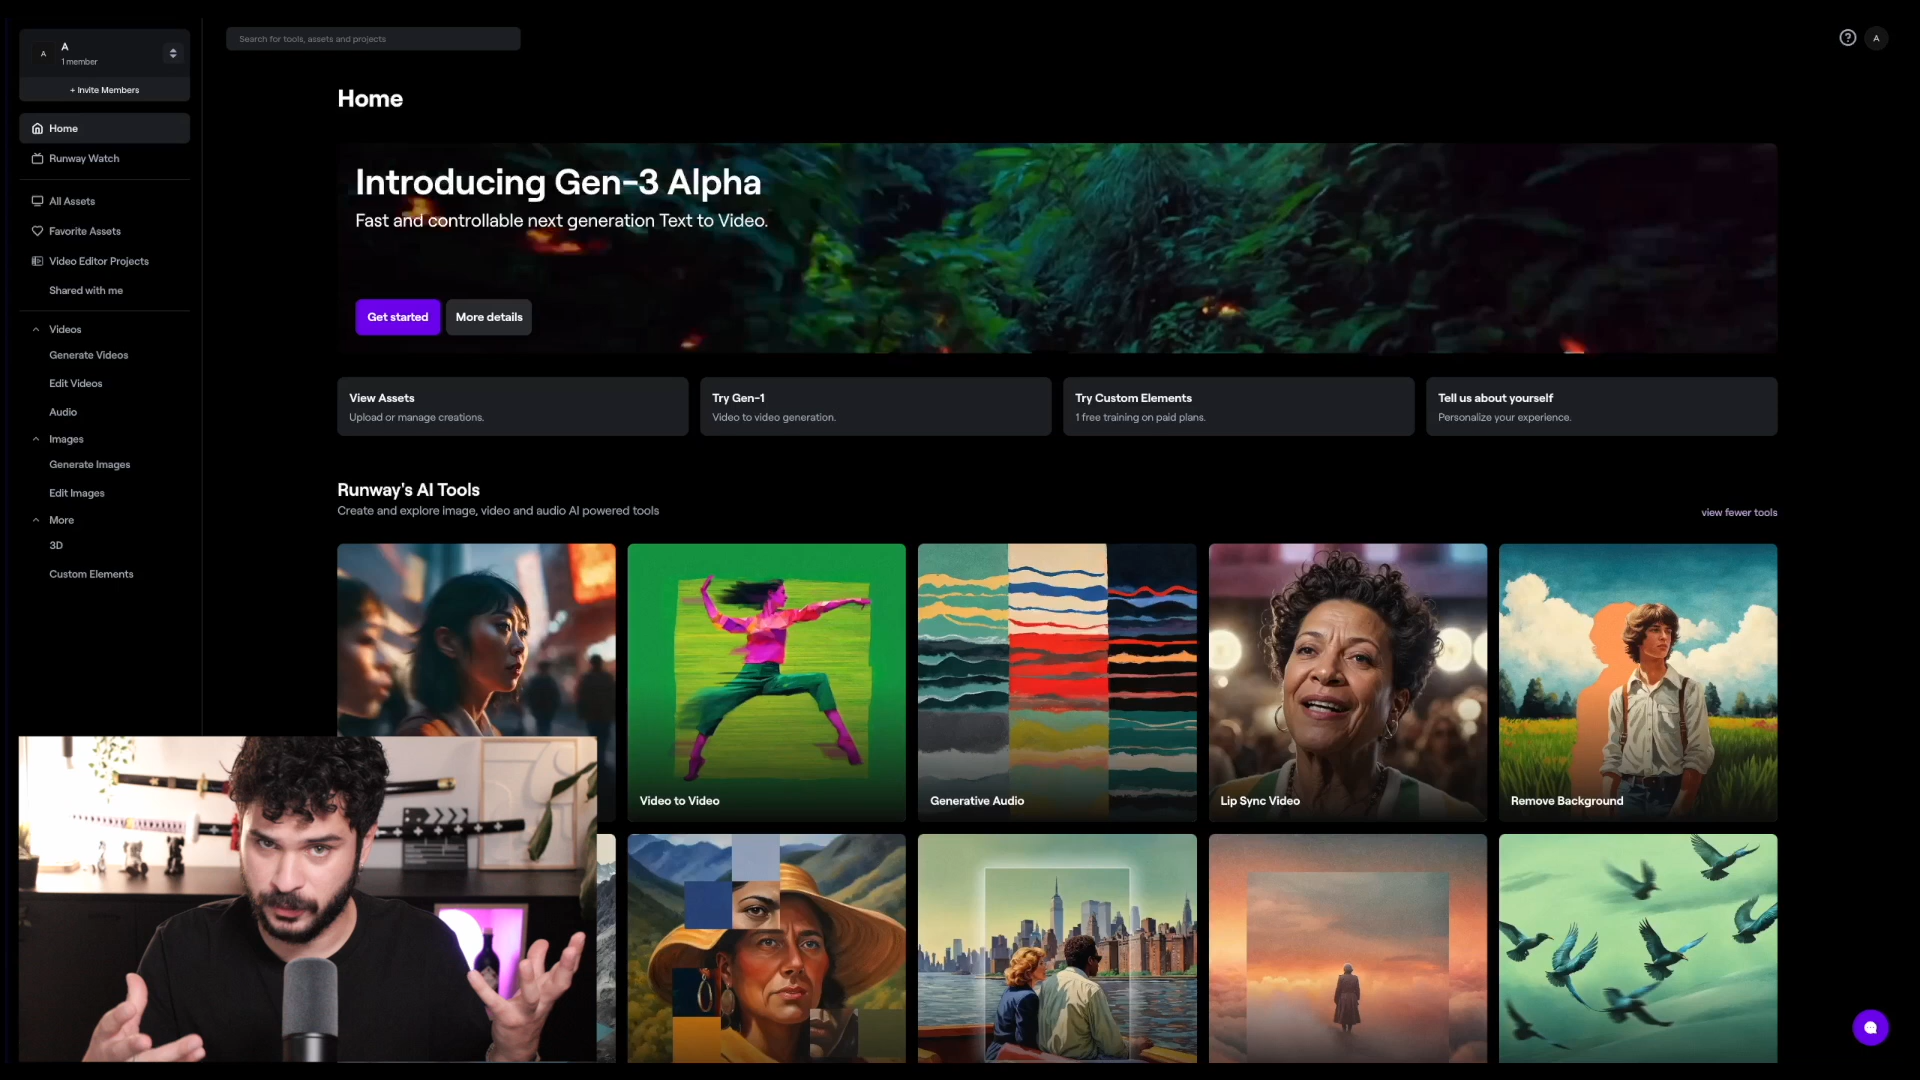 A
A
1 member
+ Invite Members
Home
Runway Watch
All Assets
Favorite Assets
Video Editor Projects
Shared with me
Videos
Generate Videos
Edit Videos
Audio
Images
Generate Images
Edit Images
More
3D
Custom Elements
Search for tools, assets and projects
?
A
Home
Introducing Gen-3 Alpha
Fast and controllable next generation Text to Video.
Get started
More details
View Assets
Upload or manage creations.
Try Gen-1
Video to video generation.
Try Custom Elements
1 free training on paid plans.
Tell us about yourself
Personalize your experience.
Runway's AI Tools
Create and explore image, video and audio AI powered tools
view fewer tools
Video to Video
Generative Audio
Lip Sync Video
Remove Background